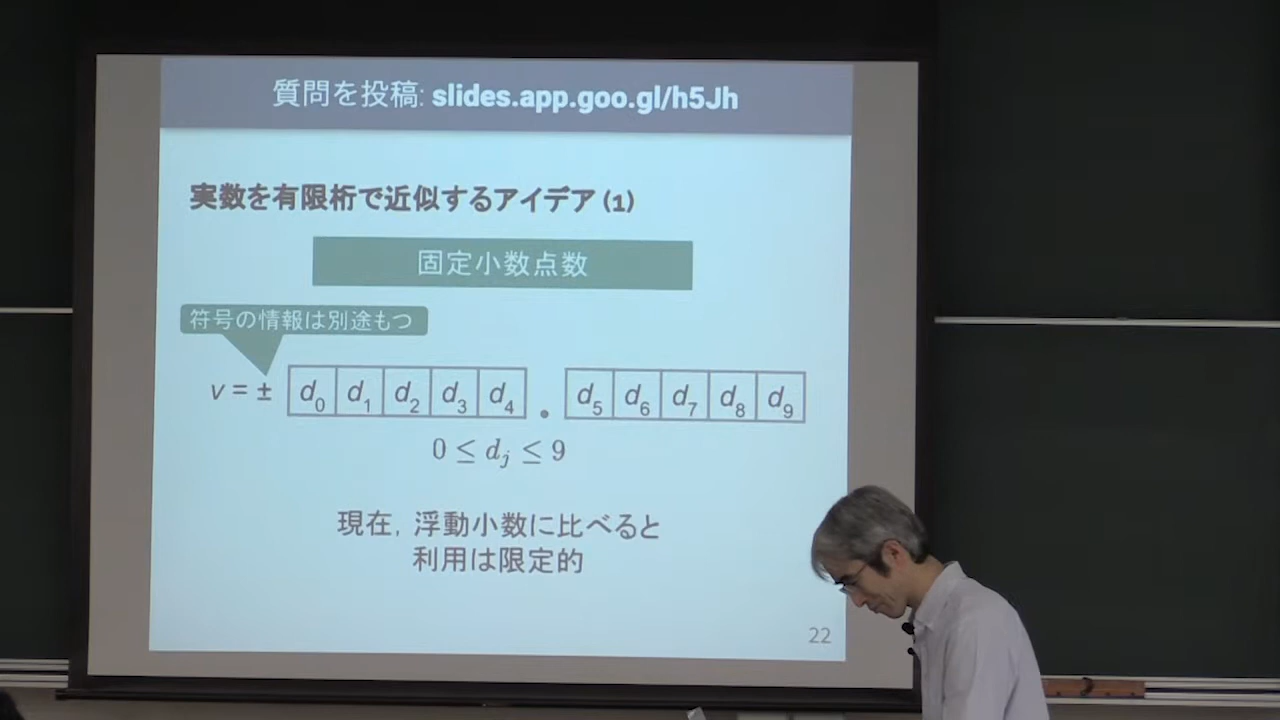 質問を投稿: slides.app.goo.gl/h5Jh
実数を有限桁で近似するアイデア (1)
固定小数点数
符号の情報は別途もつ
v = ± d0 d1 d2 d3 d4 . d5 d6 d7 d8 d9
0 ≤ dj ≤ 9
現在, 浮動小数に比べると
利用は限定的
22